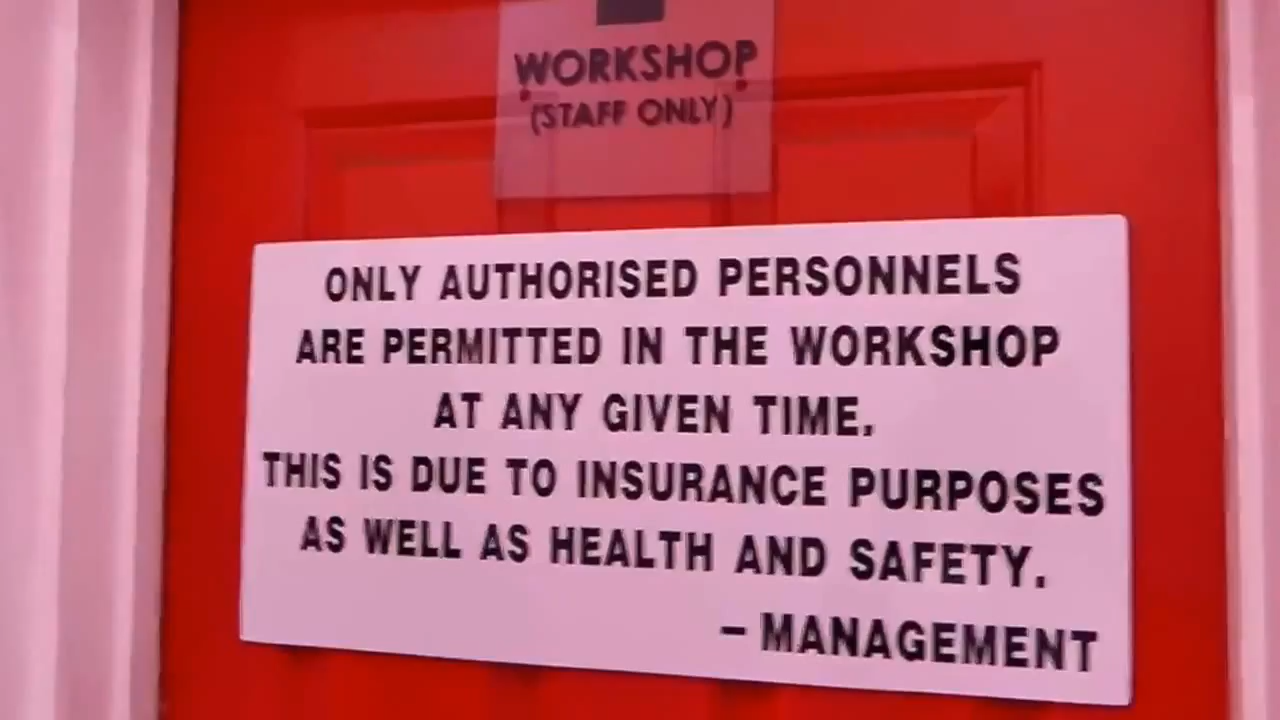 WORKSHOP
(STAFF ONLY)
ONLY AUTHORISED PERSONNELS
ARE PERMITTED IN THE WORKSHOP
AT ANY GIVEN TIME.
THIS IS DUE TO INSURANCE PURPOSES
AS WELL AS HEALTH AND SAFETY.
– MANAGEMENT